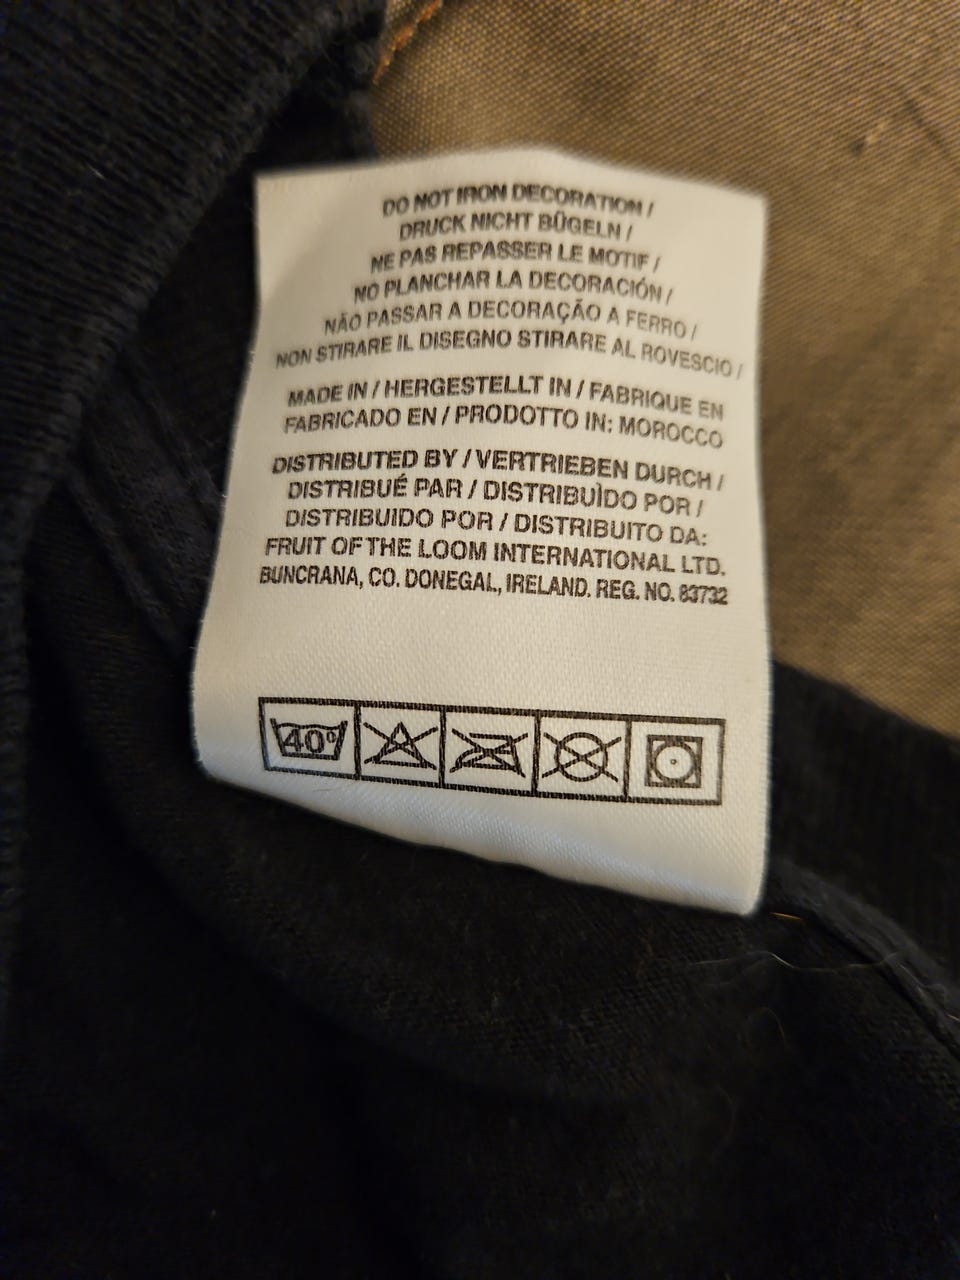 DO NOT IRON DECORATION /
DRUCK NICHT BÜGELN /
NE PAS REPASSER LE MOTIF /
NO PLANCHAR LA DECORACIÓN /
NÃO PASSAR A DECORAÇÃO A FERRO /
NON STIRARE IL DISEGNO STIRARE AL ROVESCIO /
MADE IN / HERGESTELLT IN / FABRIQUE EN
FABRICADO EN / PRODOTTO IN: MOROCCO
DISTRIBUTED BY / VERTRIEBEN DURCH /
DISTRIBUÉ PAR / DISTRIBUÌDO POR /
DISTRIBUIDO POR / DISTRIBUITO DA:
FRUIT OF THE LOOM INTERNATIONAL LTD.
BUNCRANA, CO. DONEGAL, IRELAND. REG. NO. 83732
40°